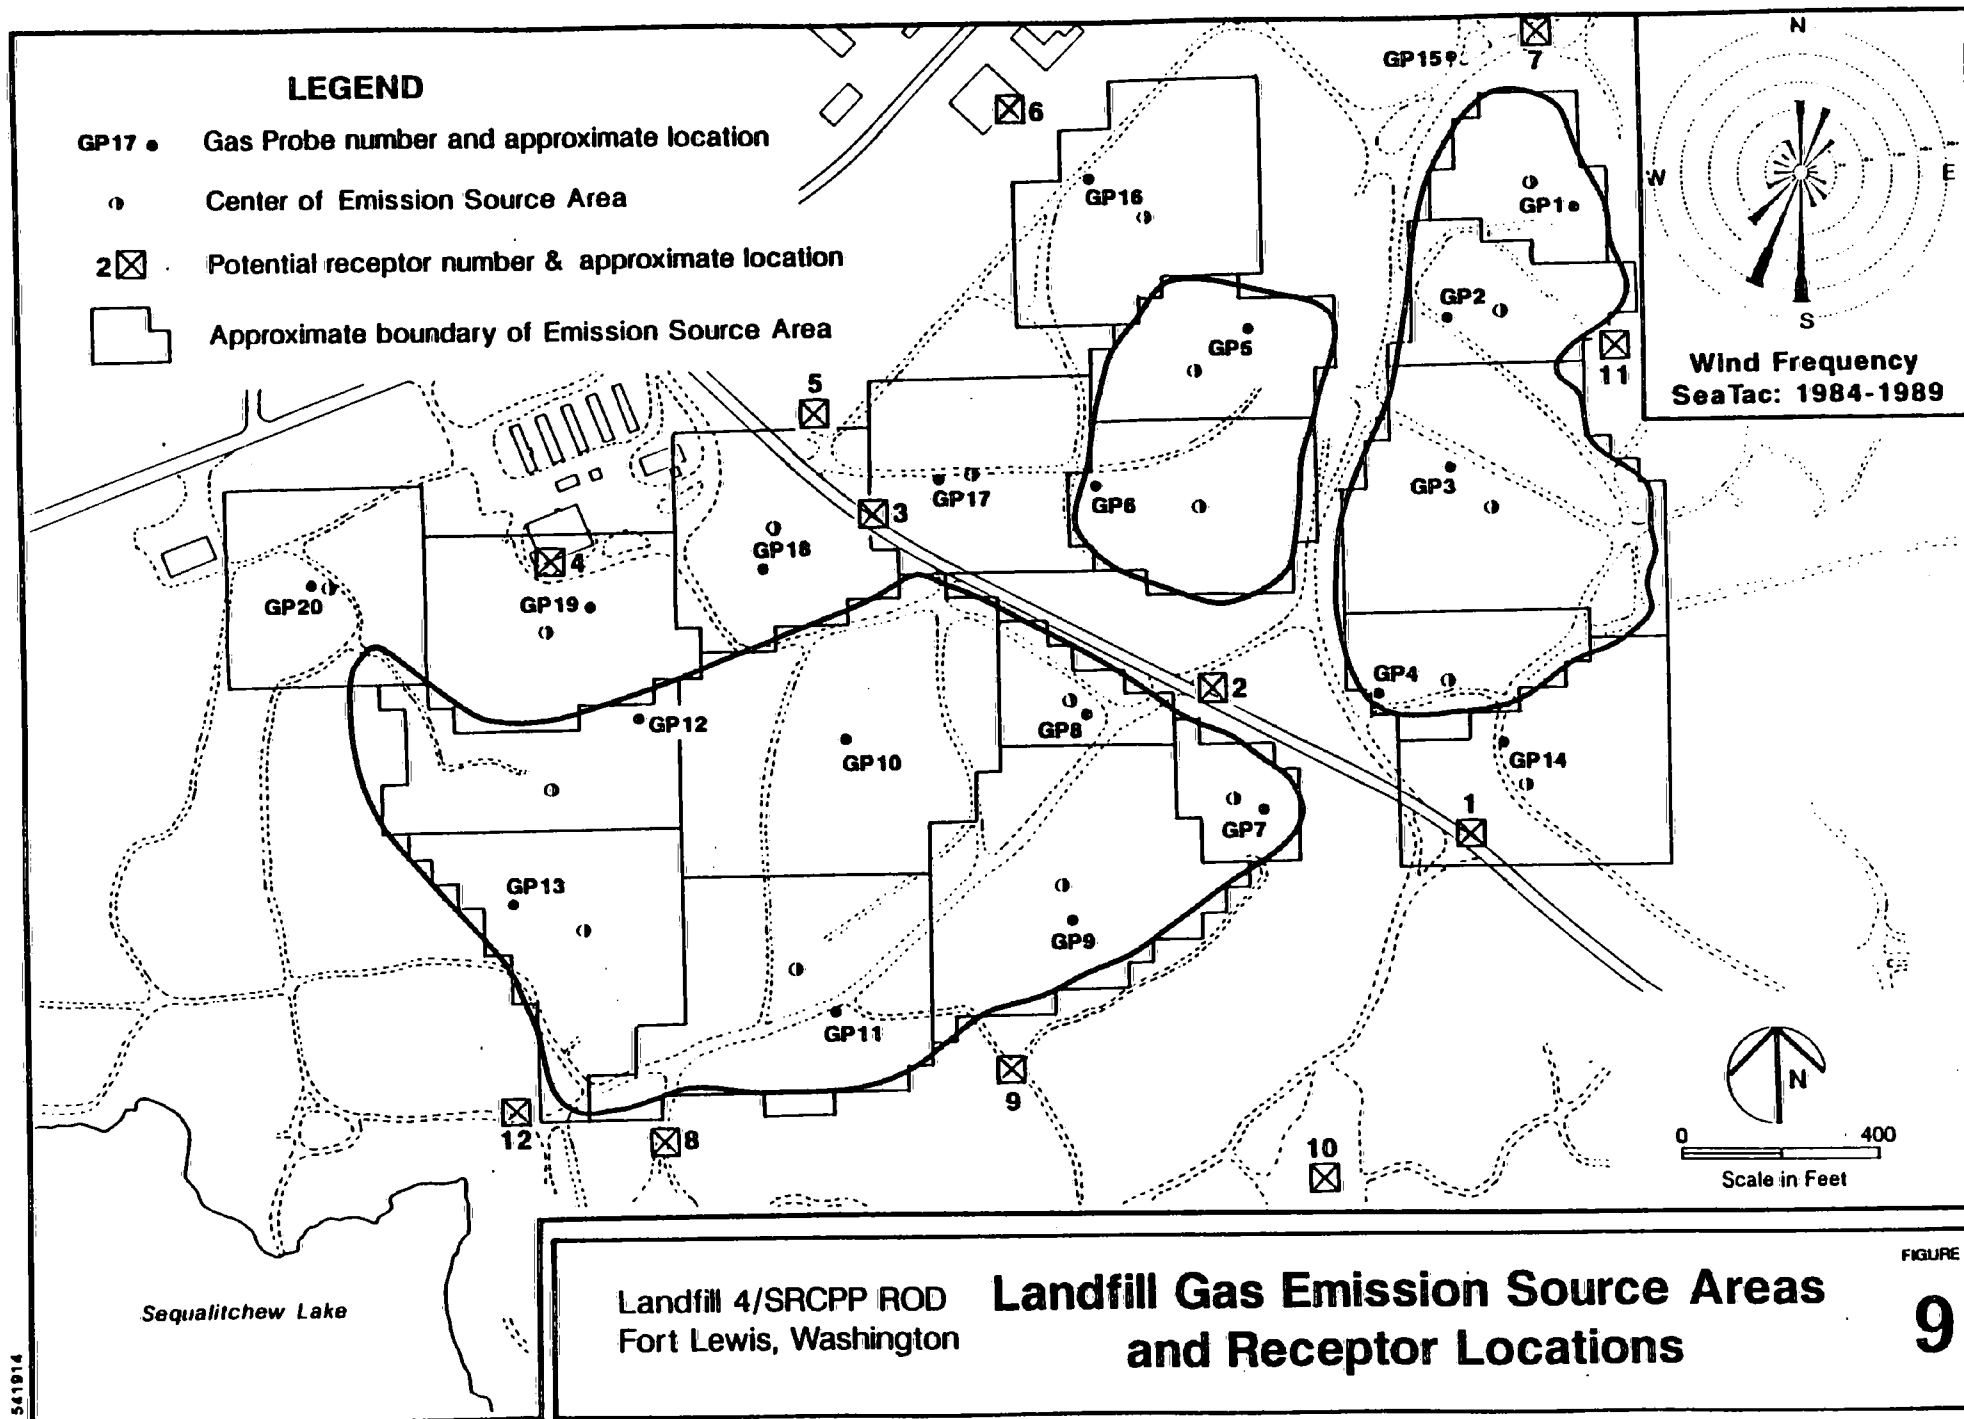 LEGEND
GP17 Gas Probe number and approximate location
Center of Emission Source Area
2 Potential receptor number & approximate location
Approximate boundary of Emission Source Area
GP15
7
6
N
W
E
S
Wind Frequency
SeaTac: 1984-1989
GP16
GP1
GP2
11
GP5
5
GP17
GP6
GP3
3
GP18
4
GP19
GP20
2
GP4
GP12
GP8
GP10
GP14
1
GP7
GP13
GP9
GP11
9
12
8
10
N
0 400
Scale in Feet
Sequalitchew Lake
Landfill 4/SRCPP ROD
Fort Lewis, Washington
Landfill Gas Emission Source Areas
and Receptor Locations
FIGURE
9
541914